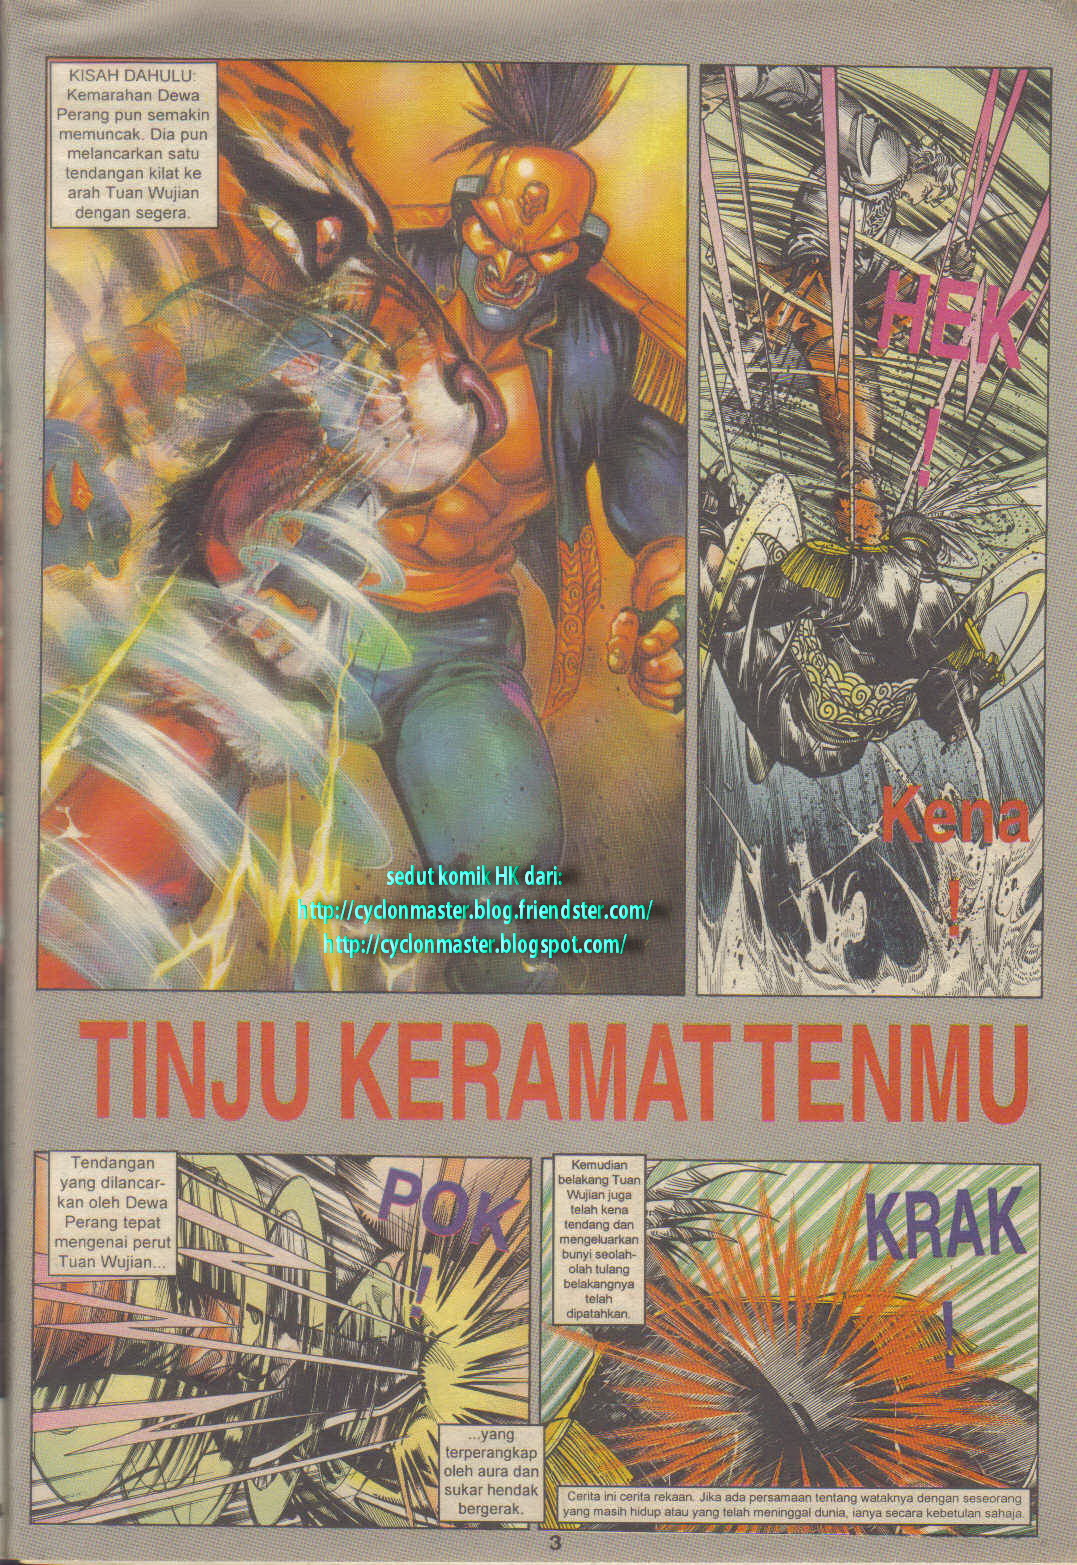 KISAH DAHULU:
Kemarahan Dewa
Perang pun semakin
memuncak. Dia pun
melancarkan satu
tendangan kilat ke
arah Tuan Wujian
dengan segera.
HEK
!
Kena
!
sedut komik HK dari:
http://cyclonmaster.blog.friendster.com/
http://cyclonmaster.blogspot.com/
TINJU KERAMAT TENMU
Tendangan
yang dilancar-
kan oleh Dewa
Perang tepat
mengenai perut
Tuan Wujian...
POK
!
...yang
terperangkap
oleh aura dan
sukar hendak
bergerak.
Kemudian
belakang Tuan
Wujian juga
telah kena
tendang dan
mengeluarkan
bunyi seolah-
olah tulang
belakangnya
telah
dipatahkan.
KRAK
!
Cerita ini cerita rekaan. Jika ada persamaan tentang wataknya dengan seseorang
yang masih hidup atau yang telah meninggal dunia, ianya secara kebetulan sahaja.
3